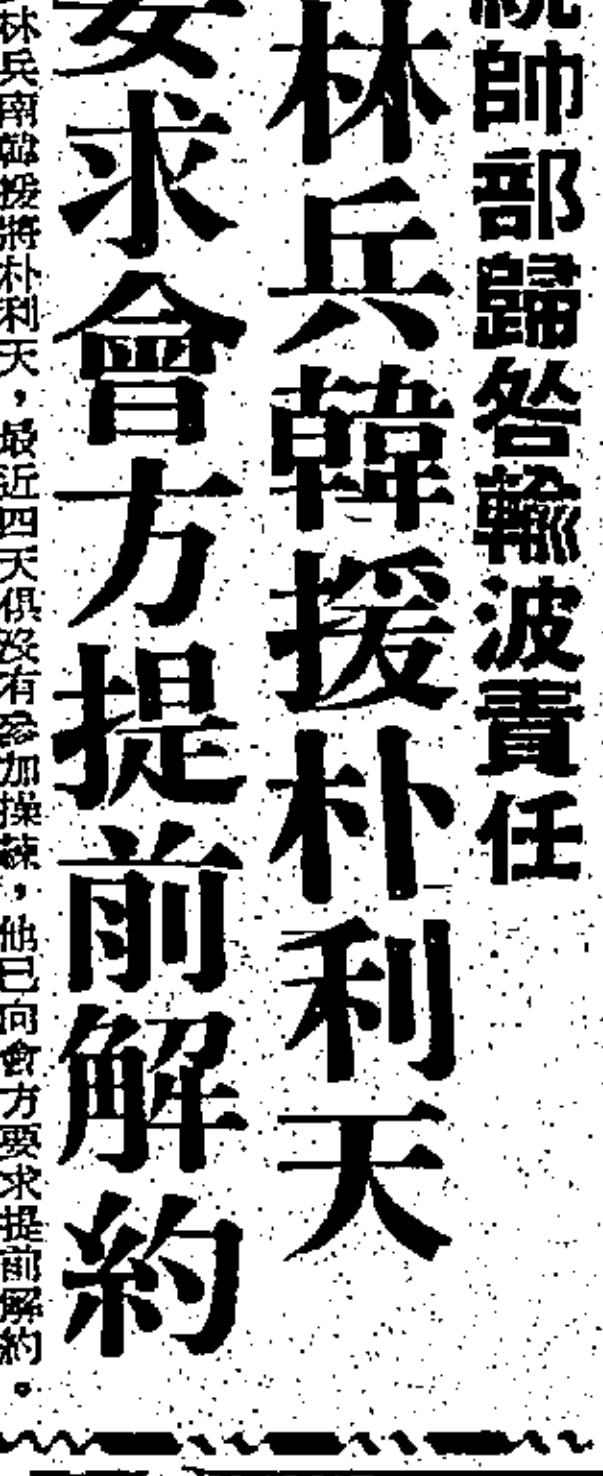 統帥部歸咎輸波責任
林兵韓援朴利天
要求會方提前解約
林兵南韓援將朴利天，最近四天俱沒有參加操練，他已向會方要求提前解約。